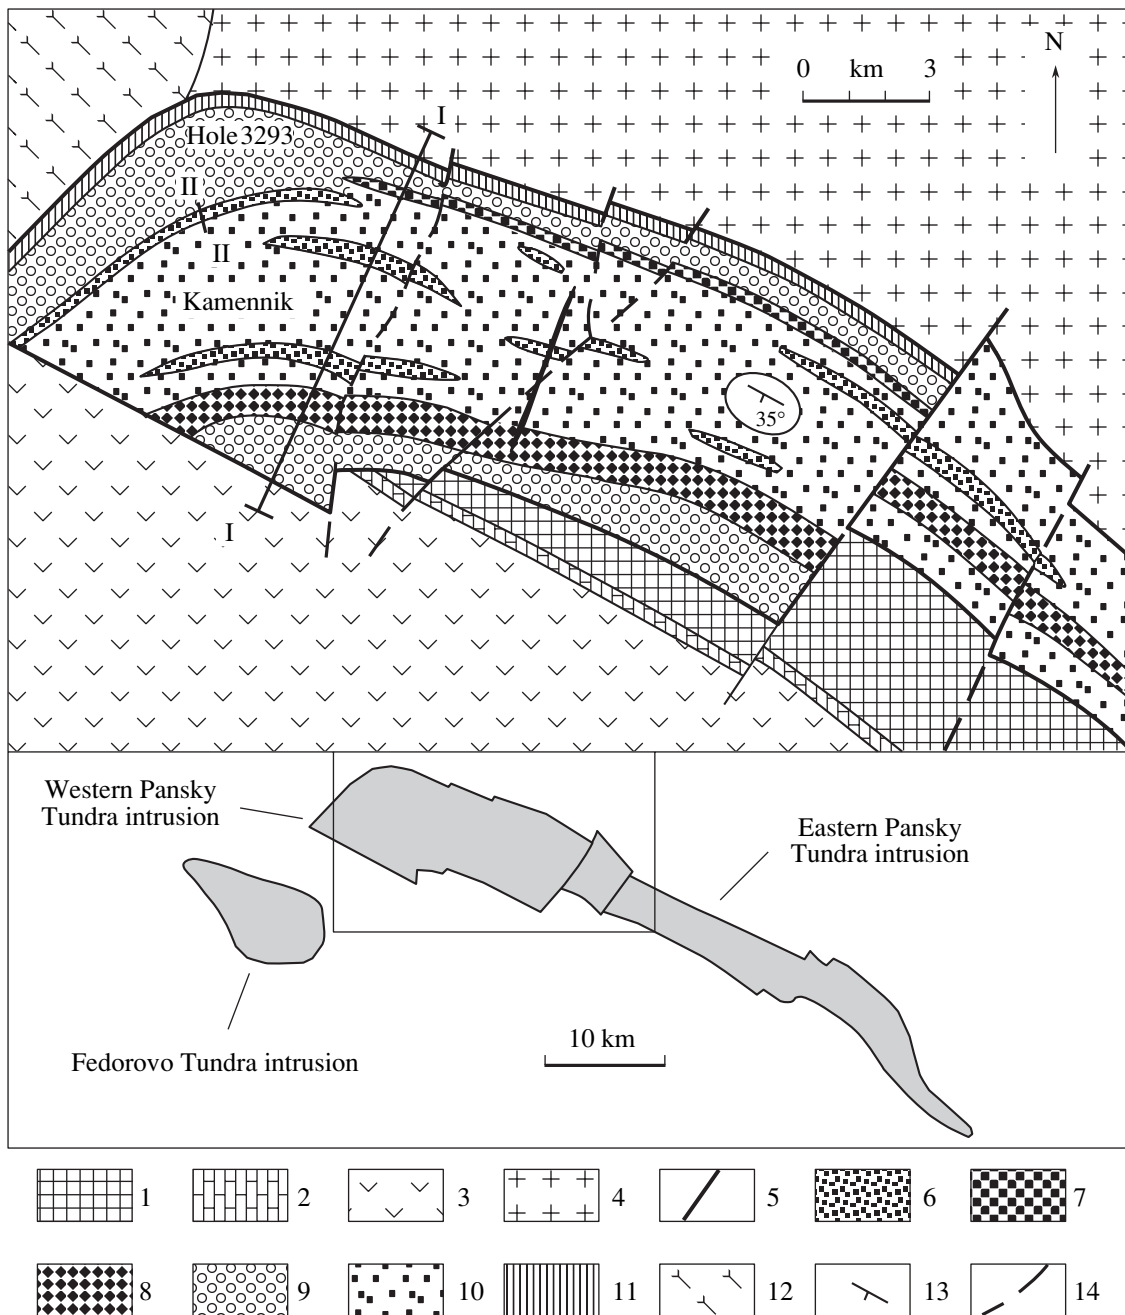 N
0 km 3
I
Hole 3293
II
II
Kamennik
35°
I
Western Pansky
Tundra intrusion
Eastern Pansky
Tundra intrusion
10 km
Fedorovo Tundra intrusion
1 2 3 4 5 6 7
8 9 10 11 12 13 14